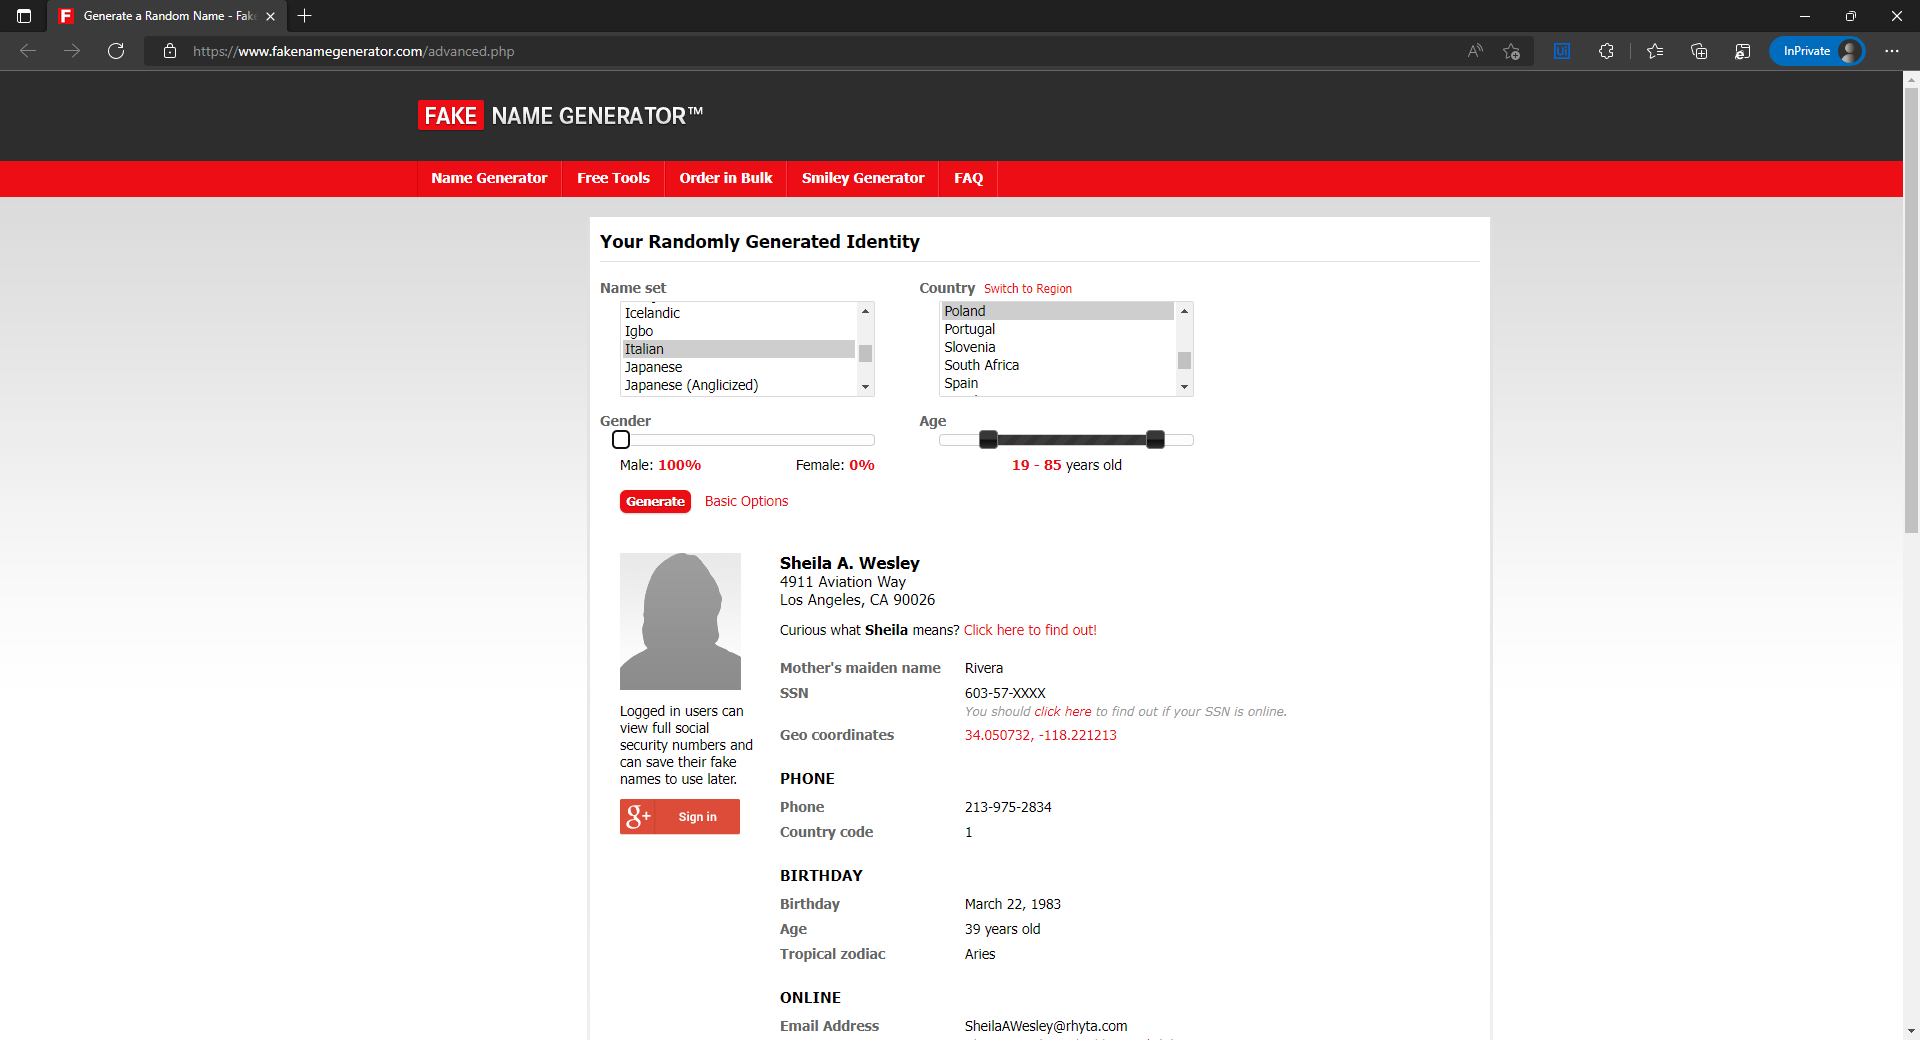 Generate a Random Name - Fak
https://www.fakenamegenerator.com/advanced.php
InPrivate
FAKE NAME GENERATOR™
Name Generator
Free Tools
Order in Bulk
Smiley Generator
FAQ
Your Randomly Generated Identity
Name set
Icelandic
Igbo
Italian
Japanese
Japanese (Anglicized)
Country Switch to Region
Poland
Portugal
Slovenia
South Africa
Spain
Gender
Male: 100%
Female: 0%
Age
19 - 85 years old
Generate
Basic Options
Logged in users can
view full social
security numbers and
can save their fake
names to use later.
g+ Sign in
Sheila A. Wesley
4911 Aviation Way
Los Angeles, CA 90026
Curious what Sheila means? Click here to find out!
Mother's maiden name Rivera
SSN 603-57-XXXX
You should click here to find out if your SSN is online.
Geo coordinates 34.050732, -118.221213
PHONE
Phone 213-975-2834
Country code 1
BIRTHDAY
Birthday March 22, 1983
Age 39 years old
Tropical zodiac Aries
ONLINE
Email Address SheilaAWesley@rhyta.com